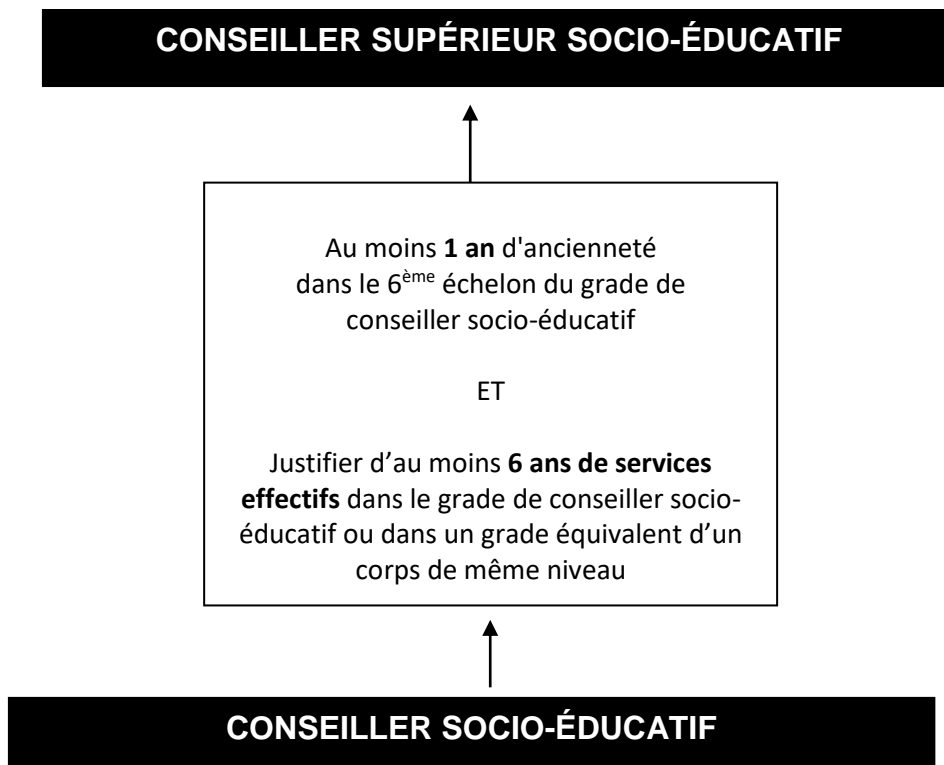 CONSEILLER SUPÉRIEUR SOCIO-ÉDUCATIF
Au moins 1 an d'ancienneté
dans le 6ème échelon du grade de
conseiller socio-éducatif
ET
Justifier d’au moins 6 ans de services
effectifs dans le grade de conseiller socio-
éducatif ou dans un grade équivalent d’un
corps de même niveau
CONSEILLER SOCIO-ÉDUCATIF